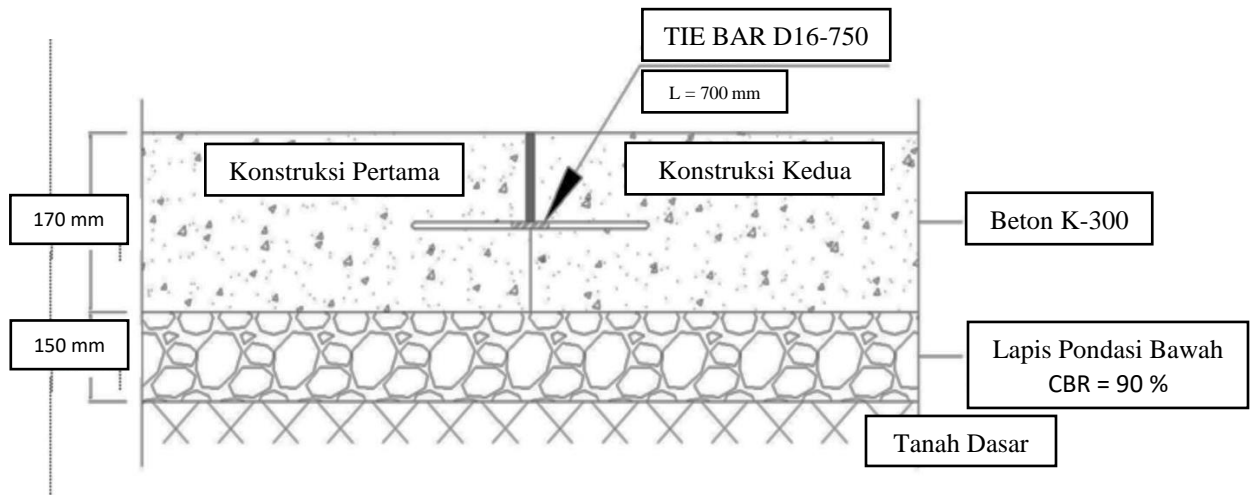 TIE BAR D16-750
L = 700 mm
Konstruksi Pertama
Konstruksi Kedua
170 mm
Beton K-300
150 mm
Lapis Pondasi Bawah
CBR = 90 %
Tanah Dasar